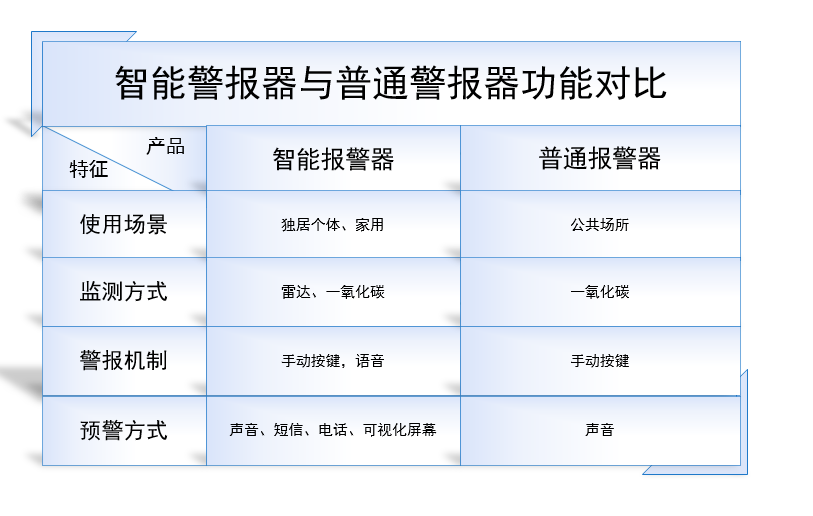 智能警报器与普通警报器功能对比
产品
特征
智能报警器
普通报警器
使用场景
独居个体、家用
公共场所
监测方式
雷达、一氧化碳
一氧化碳
警报机制
手动按键，语音
手动按键
预警方式
声音、短信、电话、可视化屏幕
声音